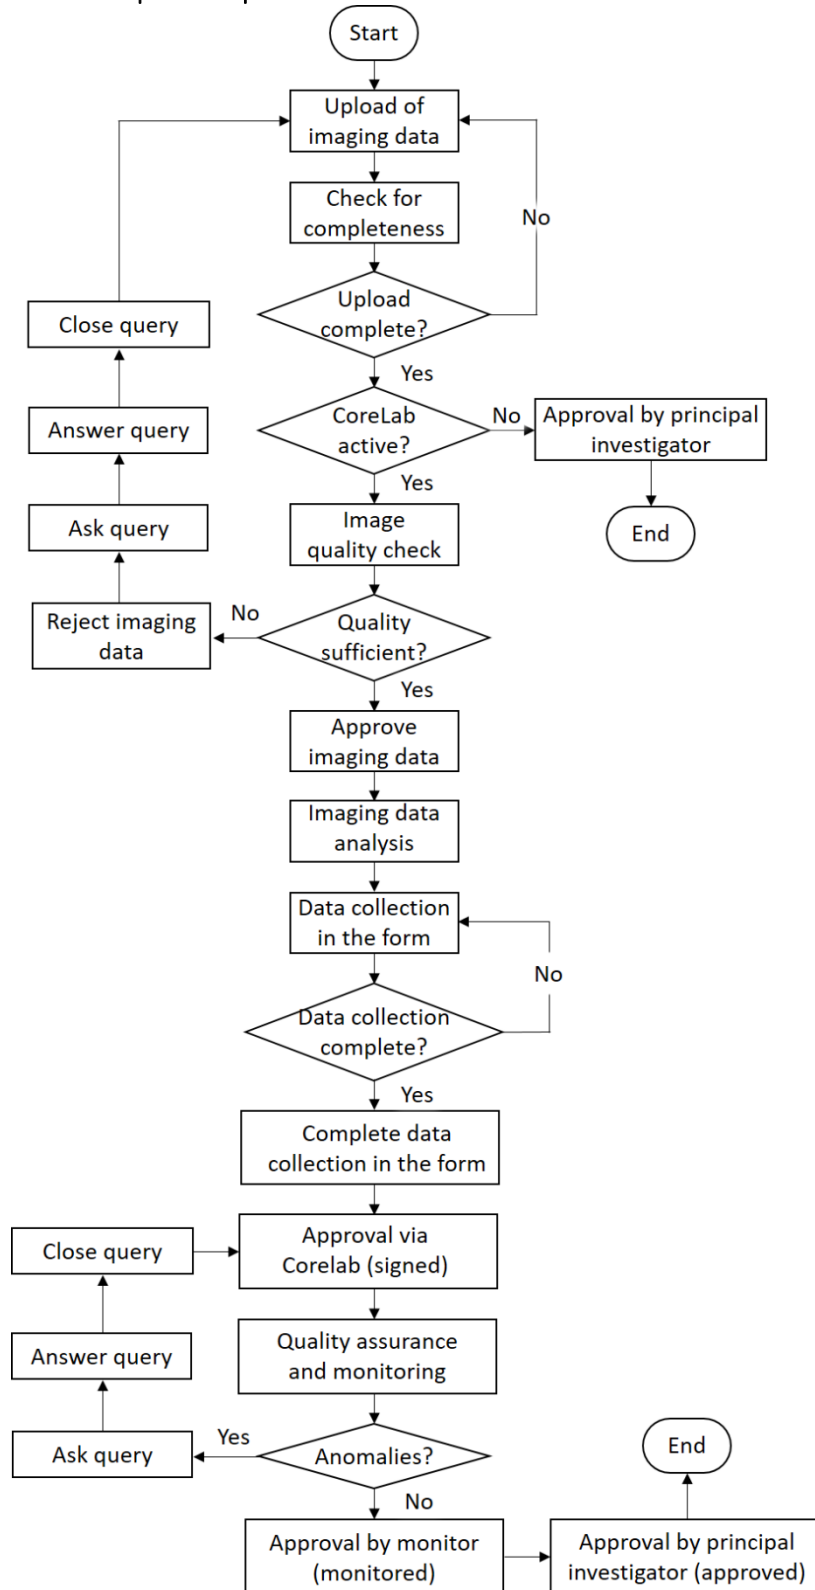 Start
Upload of
imaging data
Check for
completeness
No
Upload
complete?
Close query
Yes
CoreLab
active?
No
Approval by principal
investigator
Answer query
Yes
Image
quality check
Ask query
End
Reject imaging
data
No
Quality
sufficient?
Yes
Approve
imaging data
Imaging data
analysis
Data collection
in the form
No
Data collection
complete?
Yes
Complete data
collection in the form
Close query
Approval via
Corelab (signed)
Answer query
Quality assurance
and monitoring
Ask query
Yes
Anomalies?
End
No
Approval by monitor
(monitored)
Approval by principal
investigator (approved)